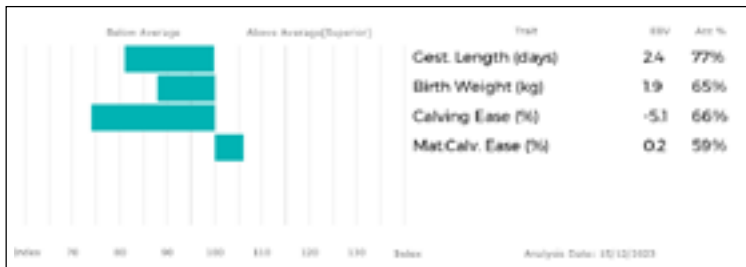 Below Average Above Average(Superior) Trait EBV Acc %
Gest. Length (days) 2.4 77%
Birth Weight (kg) 1.9 65%
Calving Ease (%) -5.1 66%
Mat.Calv. Ease (%) 0.2 59%
Index 70 80 90 100 110 120 130 Index Analysis Date: 15/12/2023